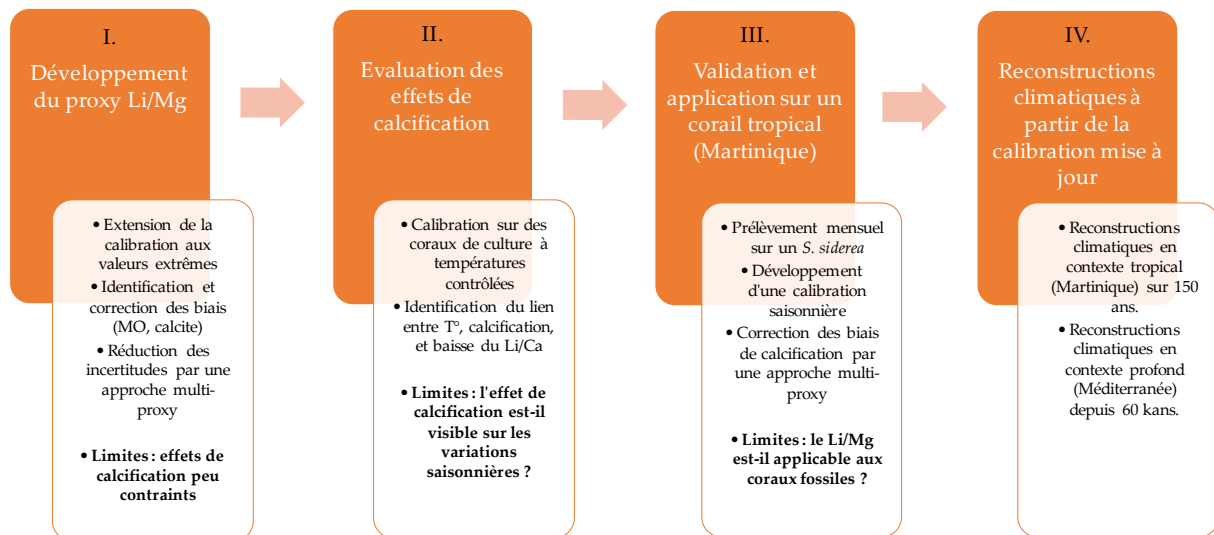 I.
Développement
du proxy Li/Mg
• Extension de la
calibration aux
valeurs extrêmes
• Identification et
correction des biais
(MO, calcite)
• Réduction des
incertitudes par une
approche multi-
proxy
• Limites : effets de
calcification peu
contraints
II.
Evaluation des
effets de
calcification
• Calibration sur des
coraux de culture à
températures
contrôlées
• Identification du lien
entre T°, calcification,
et baisse du Li/Ca
• Limites : l'effet de
calcification est-il
visible sur les
variations
saisonnières ?
III.
Validation et
application sur un
corail tropical
(Martinique)
• Prélèvement mensuel
sur un S. siderea
• Développement
d'une calibration
saisonnière
• Correction des biais
de calcification par
une approche multi-
proxy
• Limites : le Li/Mg
est-il applicable aux
coraux fossiles ?
IV.
Reconstructions
climatiques à
partir de la
calibration mise à
jour
• Reconstructions
climatiques en
contexte tropical
(Martinique) sur 150
ans.
• Reconstructions
climatiques en
contexte profond
(Méditerranée)
depuis 60 kans.